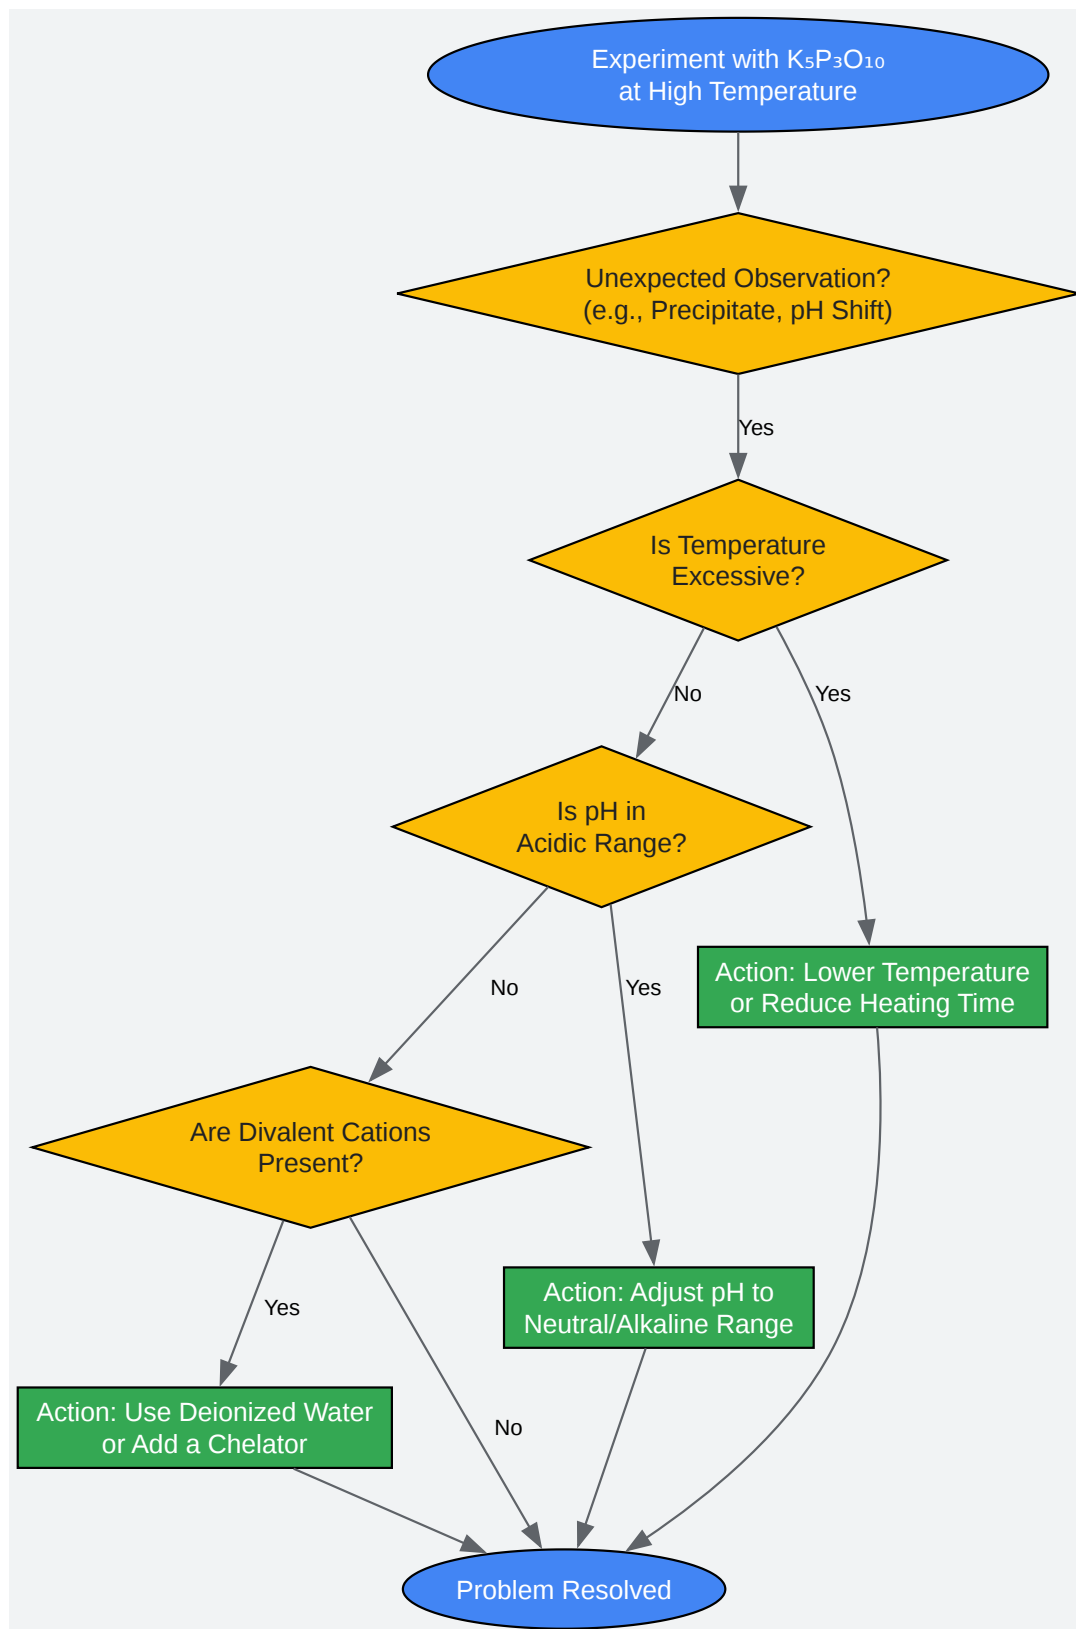 Experiment with K₅P₃O₁₀
at High Temperature
Unexpected Observation?
(e.g., Precipitate, pH Shift)
Yes
Is Temperature
Excessive?
No
Yes
Is pH in
Acidic Range?
No
Yes
Action: Lower Temperature
or Reduce Heating Time
Are Divalent Cations
Present?
Yes
Action: Adjust pH to
Neutral/Alkaline Range
Action: Use Deionized Water
or Add a Chelator
No
Problem Resolved